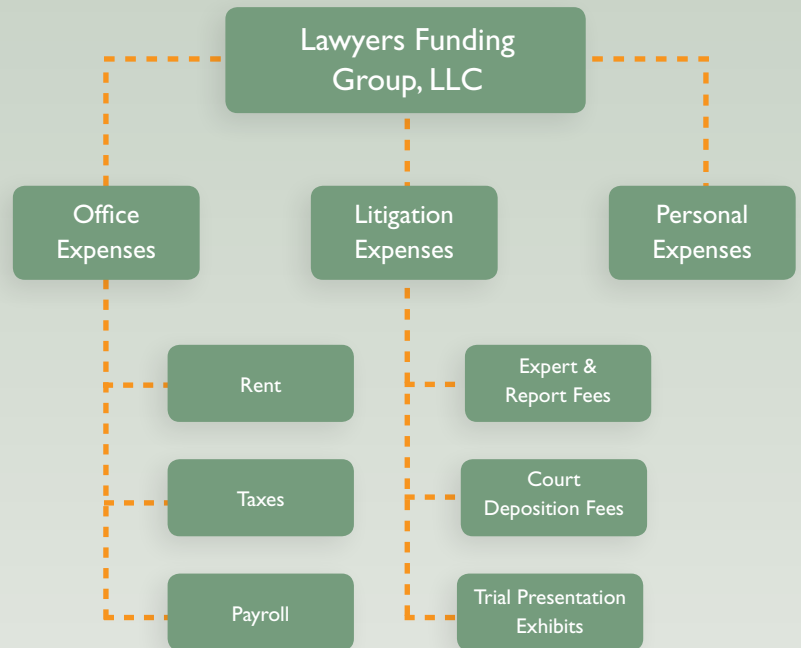 Lawyers Funding
Group, LLC
Office
Expenses
Litigation
Expenses
Personal
Expenses
Rent
Expert &
Report Fees
Taxes
Court
Deposition Fees
Payroll
Trial Presentation
Exhibits